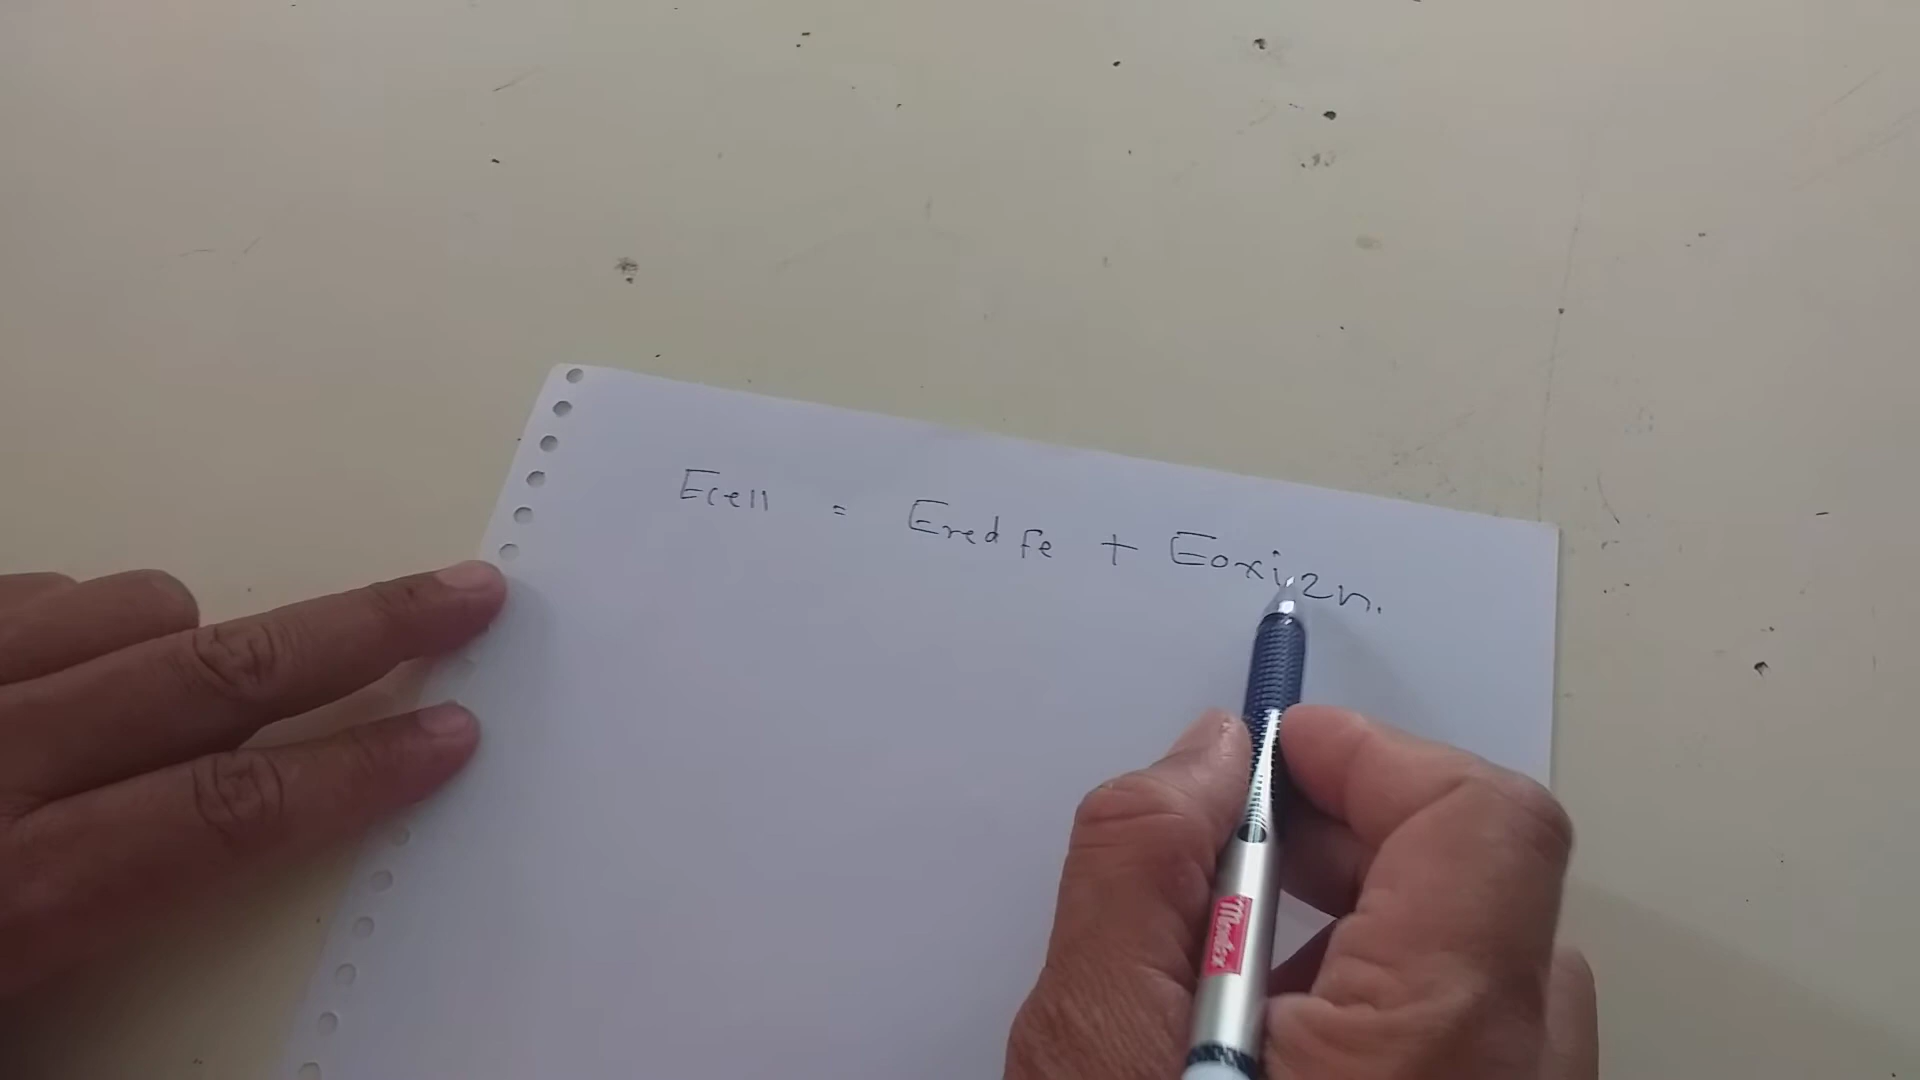 Ecell = Ered Fe + Eoxi Zn.